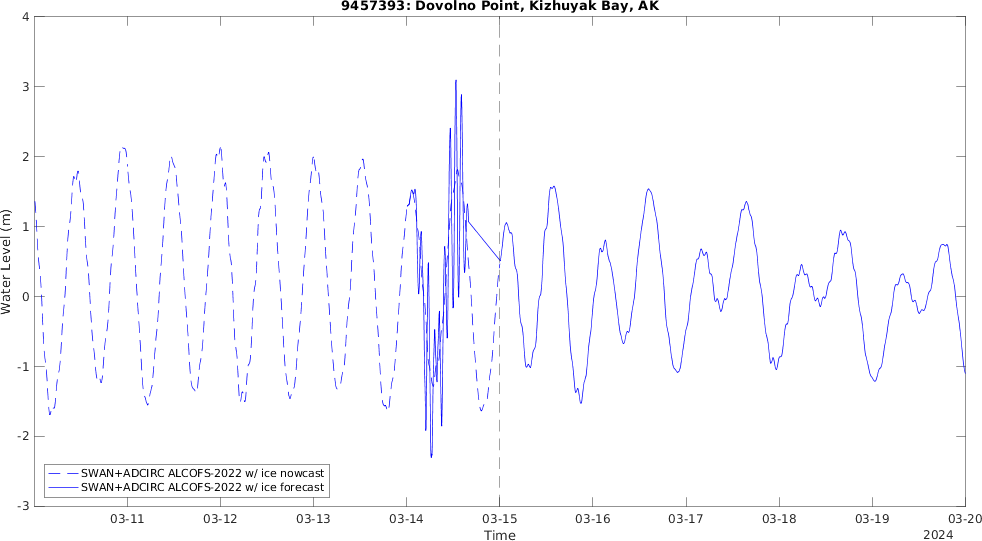 9457393: Dovolno Point, Kizhuyak Bay, AK
4
3
2
1
0
-1
-2
-3
Water Level (m)
SWAN+ADCIRC ALCOFS-2022 w/ ice nowcast
SWAN+ADCIRC ALCOFS-2022 w/ ice forecast
03-11 03-12 03-13 03-14 03-15 03-16 03-17 03-18 03-19 03-20
Time
2024